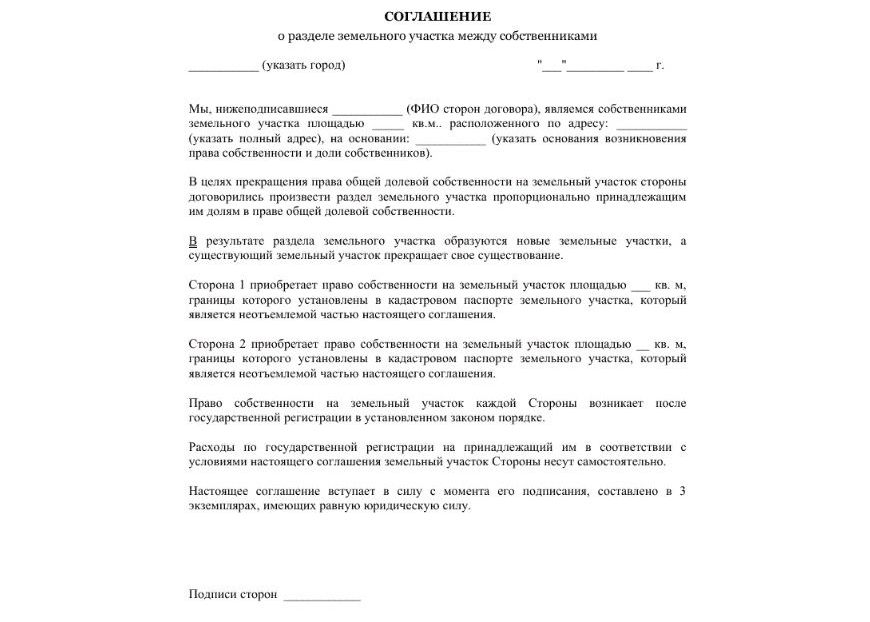 СОГЛАШЕНИЕ
о разделе земельного участка между собственниками
___________ (указать город) "___"_________ ____ г.
Мы, нижеподписавшиеся ___________ (ФИО сторон договора), являемся собственниками
земельного участка площадью _____ кв.м.. расположенного по адресу: ___________
(указать полный адрес), на основании: ___________ (указать основания возникновения
права собственности и доли собственников).
В целях прекращения права общей долевой собственности на земельный участок стороны
договорились произвести раздел земельного участка пропорционально принадлежащим
им долям в праве общей долевой собственности.
В результате раздела земельного участка образуются новые земельные участки, а
существующий земельный участок прекращает свое существование.
Сторона 1 приобретает право собственности на земельный участок площадью ___ кв. м,
границы которого установлены в кадастровом паспорте земельного участка, который
является неотъемлемой частью настоящего соглашения.
Сторона 2 приобретает право собственности на земельный участок площадью __ кв. м,
границы которого установлены в кадастровом паспорте земельного участка, который
является неотъемлемой частью настоящего соглашения.
Право собственности на земельный участок каждой Стороны возникает после
государственной регистрации в установленном законом порядке.
Расходы по государственной регистрации на принадлежащий им в соответствии с
условиями настоящего соглашения земельный участок Стороны несут самостоятельно.
Настоящее соглашение вступает в силу с момента его подписания, составлено в 3
экземплярах, имеющих равную юридическую силу.
Подписи сторон ____________